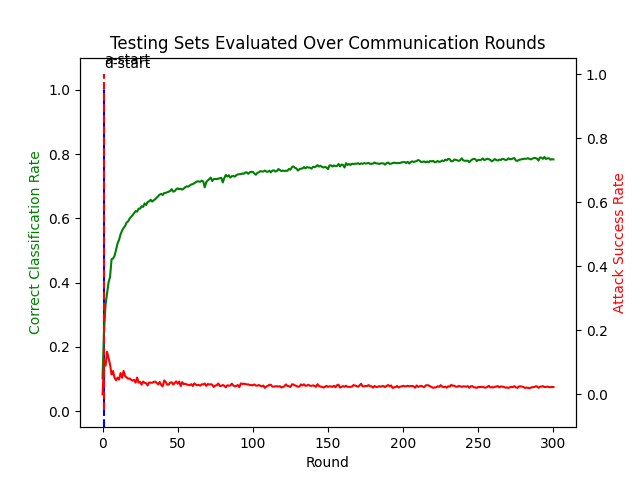 Testing Sets Evaluated Over Communication Rounds
a-start
d-start
Correct Classification Rate
1.0
0.8
0.6
0.4
0.2
0.0
1.0
0.8
0.6
0.4
0.2
0.0
Attack Success Rate
0 50 100 150 200 250 300
Round